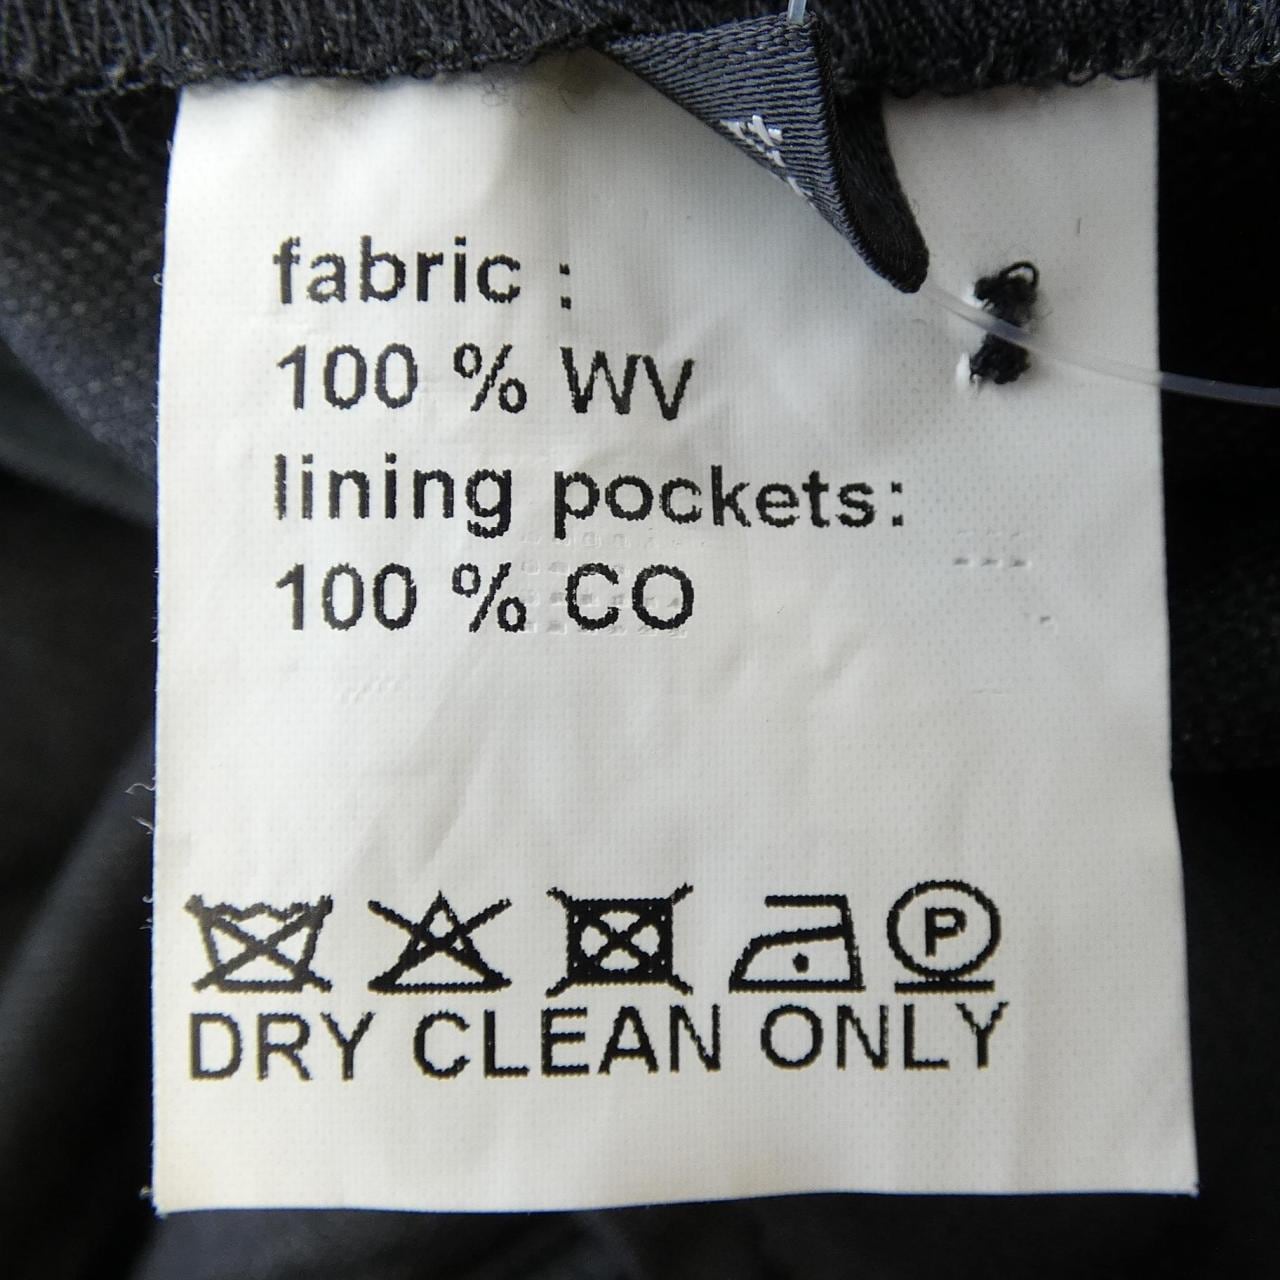 fabric :
100 % WV
lining pockets:
100 % CO
P
DRY CLEAN ONLY